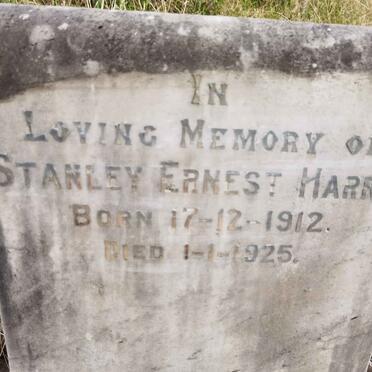 IN
LOVING MEMORY OF
STANLEY ERNEST HARR
BORN 17-12-1912.
DIED 1-1-1925.